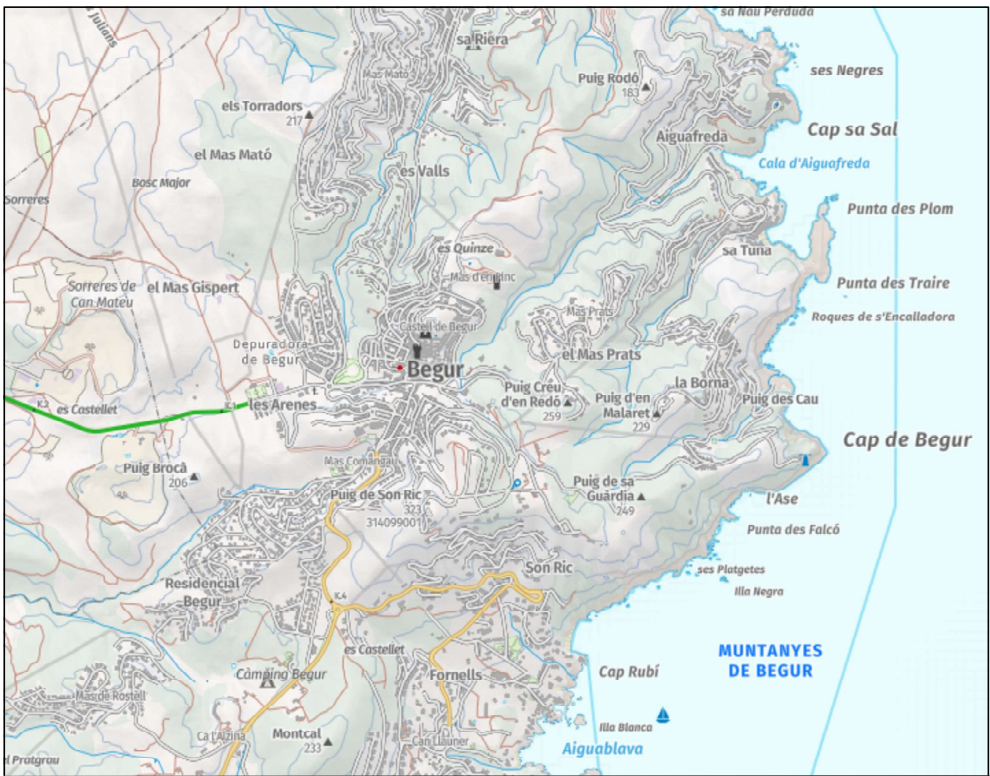 sa Nau Perduda
Julians
sa Riera
Mas Mató
ses Negres
Puig Rodó
183
els Torradors
217
Cap sa Sal
Aiguafreda
el Mas Mató
Cala d'Aiguafreda
es Valls
Bosc Major
Sorreres
Punta des Plom
es Quinze
sa Tuna
Mas d'en Pinc
Punta des Traire
Sorreres de
Can Mateu
el Mas Gispert
Mas Prats
Roques de s'Encalladora
Castell de Begur
Depuradora
de Begur
el Mas Prats
Begur
Puig Creu
d'en Redó
259
la Borna
Puig d'en
Malaret
229
Puig des Cau
K.2
es Castellet
les Arenes
Cap de Begur
Mas Comangau
Puig Brocà
206
Puig de sa
Guàrdia
249
Puig de Son Ric
323
314099001
l'Ase
Punta des Falcó
Son Ric
ses Platgetes
Residencial
Begur
Illa Negra
K.4
es Castellet
MUNTANYES
DE BEGUR
Càmping Begur
Fornells
Cap Rubí
Mas de Rostell
Illa Blanca
Ca l'Alzina
Montcal
233
Can Llauner
Aiguablava
el Pratgrau